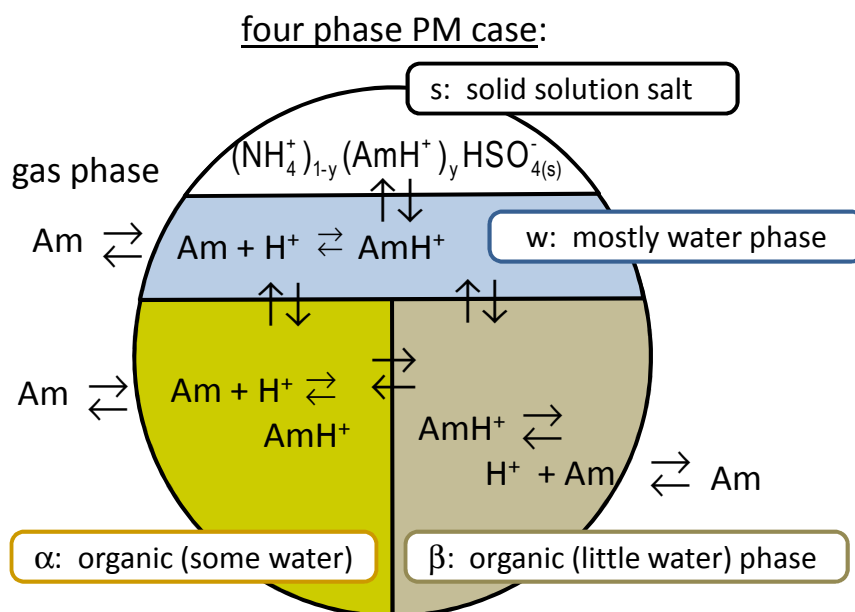 four phase PM case:
s: solid solution salt
(NH₄⁺)₁₋y(AmH⁺)yHSO₄⁻(s)
gas phase
Am ⇌ Am + H⁺ ⇌ AmH⁺
w: mostly water phase
Am ⇌ Am + H⁺ ⇌
AmH⁺
AmH⁺ ⇌
H⁺ + Am ⇌ Am
α: organic (some water)
β: organic (little water) phase